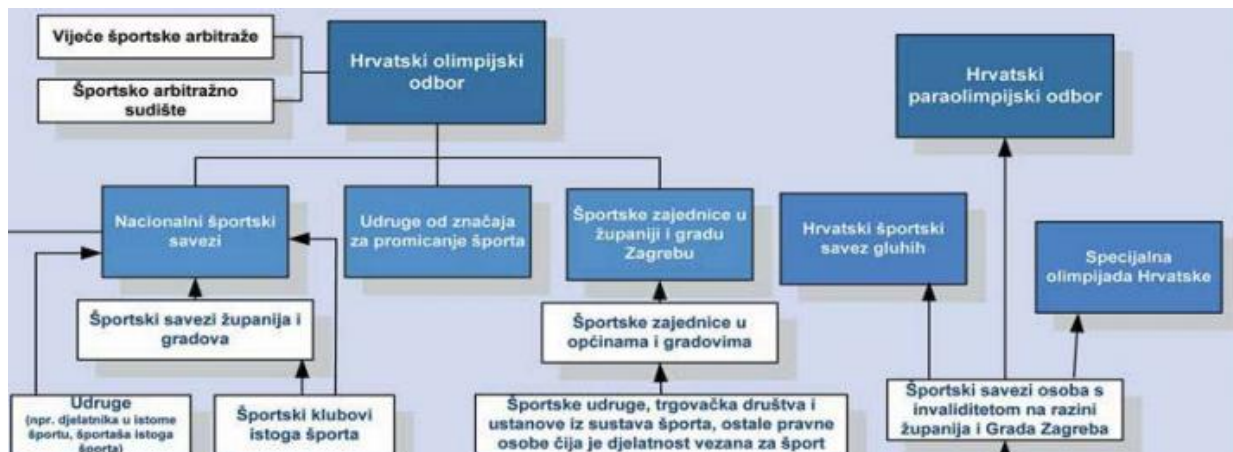 Vijeće športske arbitraže
Športsko arbitražno
sudište
Hrvatski olimpijski
odbor
Hrvatski
paraolimpijski odbor
Nacionalni športski
savezi
Udruge od značaja
za promicanje športa
Športske zajednice u
županiji i gradu
Zagrebu
Hrvatski športski
savez gluhih
Specijalna
olimpijada Hrvatske
Športski savezi županija i
gradova
Športske zajednice u
općinama i gradovima
Udruge
(npr. djelatnika u istome
športu, športaša istoga
športa)
Športski klubovi
istoga športa
Športske udruge, trgovačka društva i
ustanove iz sustava športa, ostale pravne
osobe čija je djelatnost vezana za šport
Športski savezi osoba s
invaliditetom na razini
županija i Grada Zagreba